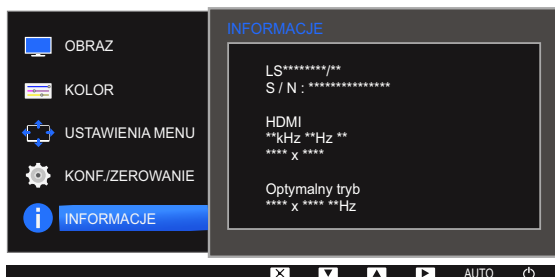 OBRAZ
KOLOR
USTAWIENIA MENU
KONF./ZEROWANIE
INFORMACJE
INFORMACJE
LS********/**
S / N : ***************
HDMI
**kHz **Hz **
**** x ****
Optymalny tryb
**** x **** **Hz
AUTO